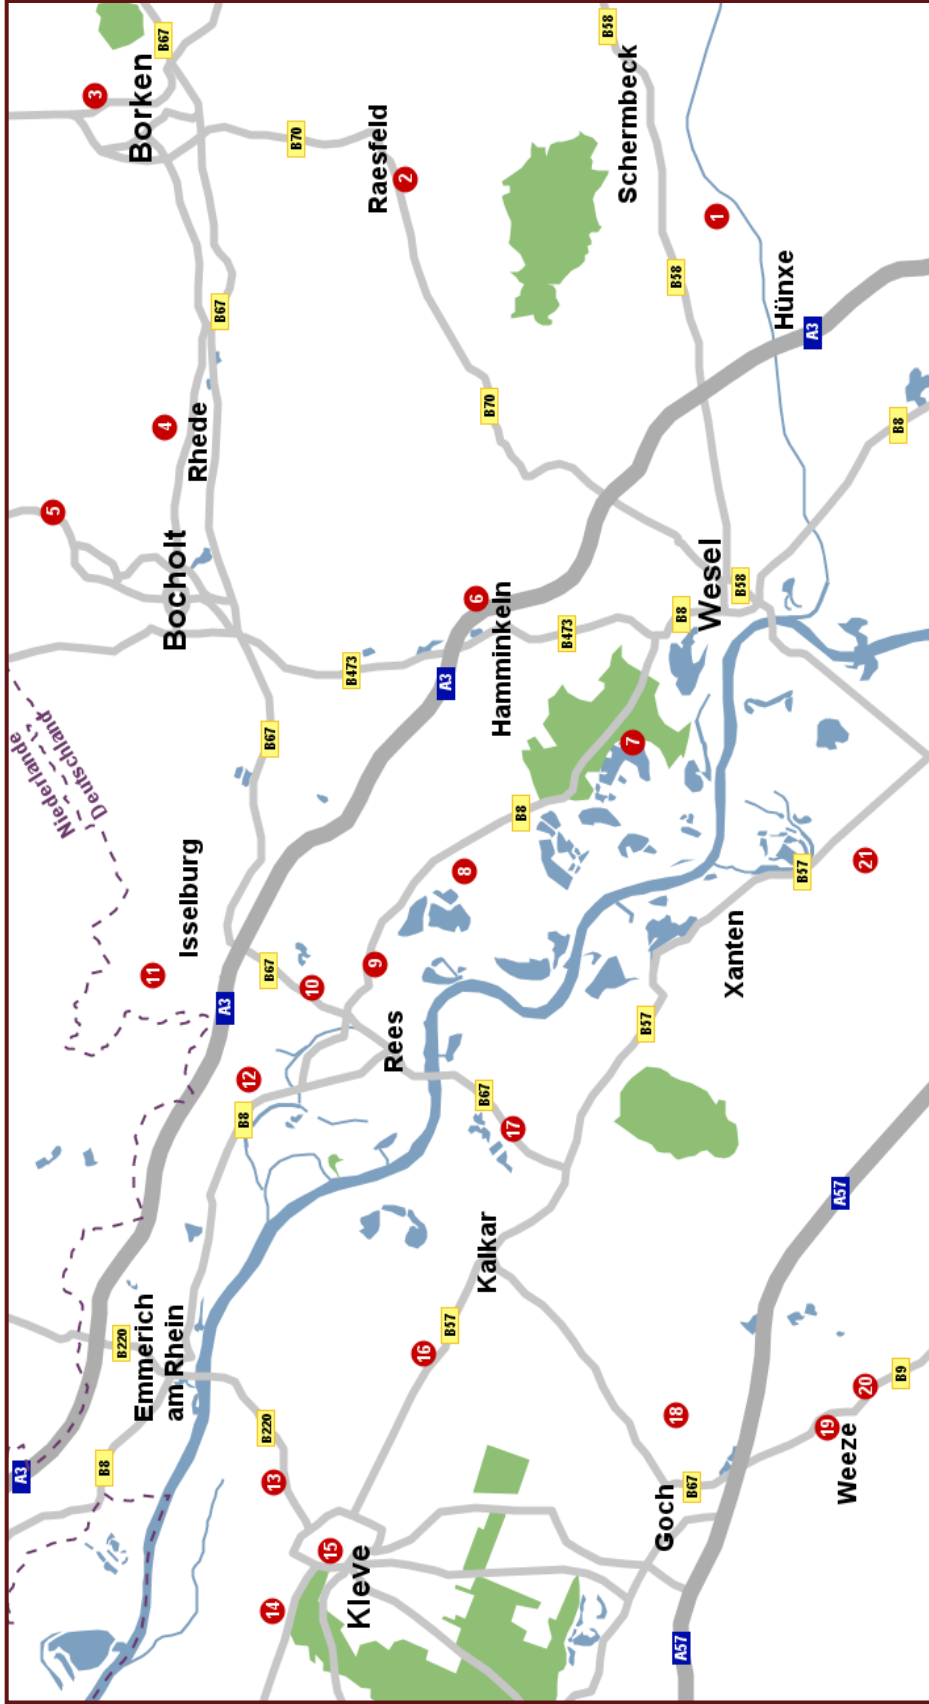 A3
Niederlande
5
Deutschland
3
B8
B220
Emmerich
am Rhein
Borken
11
B67
4
Bocholt
Isselburg
Rhede
B67
A3
B8
12
B220
B67
B67
14
13
B70
10
15
B473
Kleve
9
Raesfeld
Rees
2
16
A3
B57
8
6
B67
Kalkar
B70
Hamminkeln
17
B8
B473
B58
Schermbeck
7
B57
Goch
18
B58
A57
B8
B67
Wesel
1
Xanten
B58
Hünxe
B57
A3
19
A57
Weeze
20
21
B9
B8